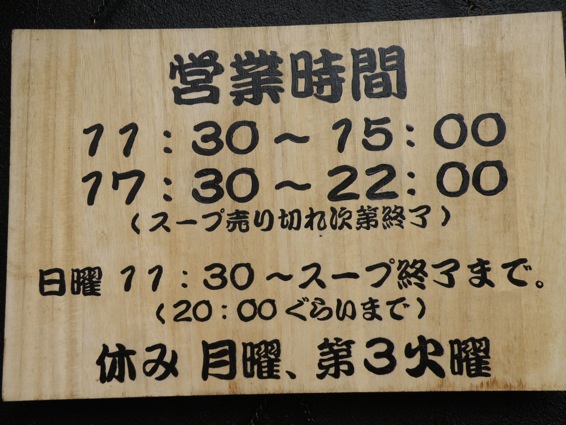 営業時間
11:30～15:00
17:30～22:00
(スープ売り切れ次第終了)
日曜 11:30～スープ終了まで。
(20:00ぐらいまで)
休み 月曜、第3火曜